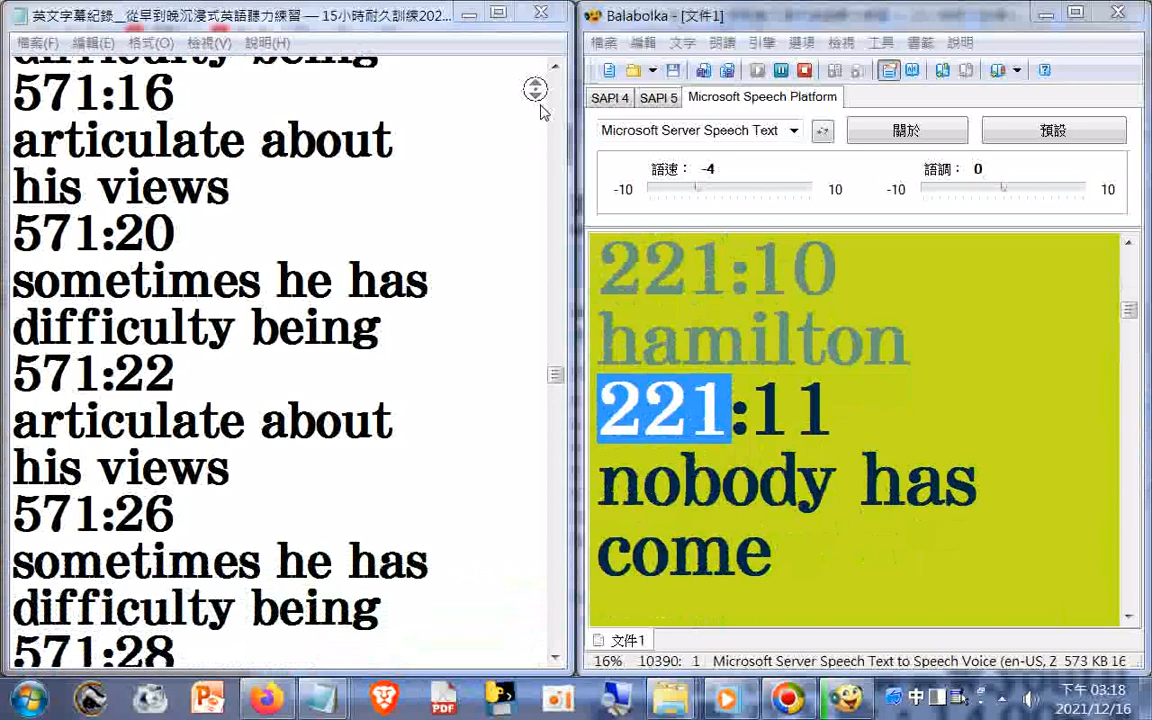 英文字幕紀錄__從早到晚沉浸式英語聽力練習 — 15小時耐久訓練202...
檔案(F) 編輯(E) 格式(O) 檢視(V) 說明(H)
difficulty being
571:16
articulate about
his views
571:20
sometimes he has
difficulty being
571:22
articulate about
his views
571:26
sometimes he has
difficulty being
571:28
Balabolka - [文件1]
檔案 編輯 文字 朗讀 引擎 選項 檢視 工具 書籤 說明
SAPI 4 SAPI 5 Microsoft Speech Platform
Microsoft Server Speech Text 關於 預設
語速： -4 語調： 0
-10 10 -10 10
221:10
hamilton
221:11
nobody has
come
文件1
16% 10390: 1 Microsoft Server Speech Text to Speech Voice (en-US, 2 573 KB 16
PDF 中 下午 03:18
2021/12/16